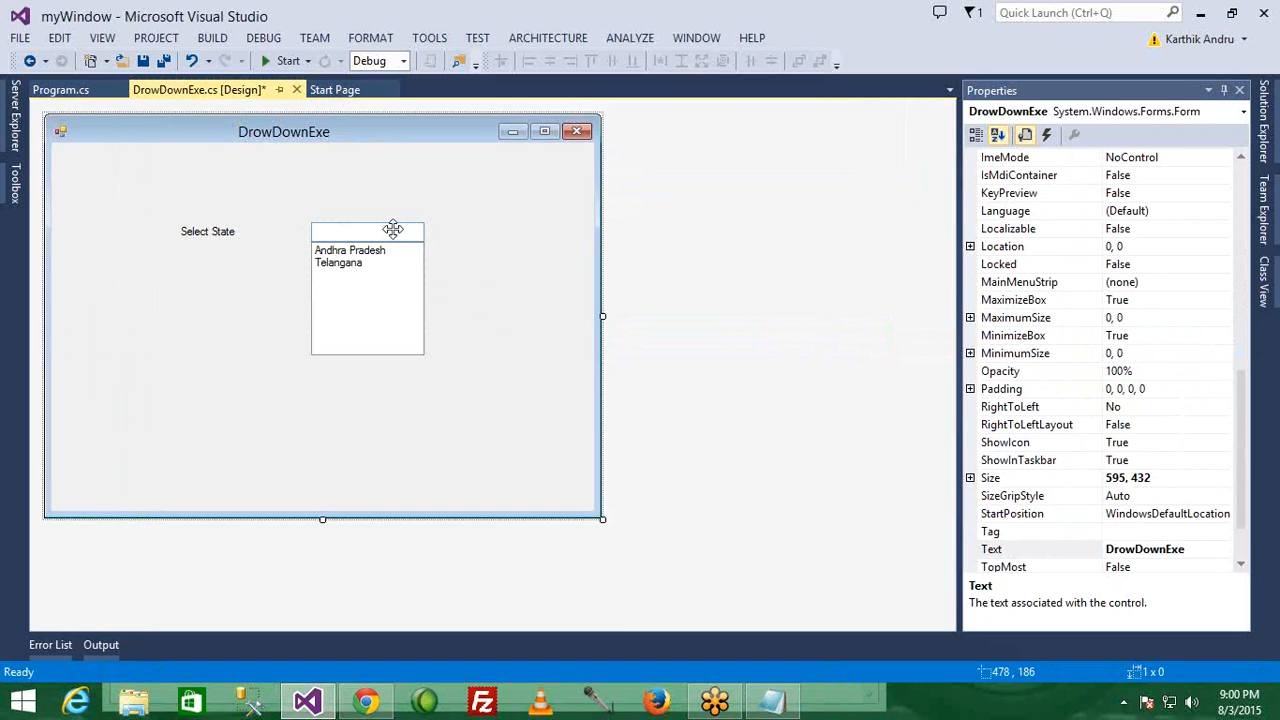 myWindow - Microsoft Visual Studio
1
Quick Launch (Ctrl+Q)
FILE EDIT VIEW PROJECT BUILD DEBUG TEAM FORMAT TOOLS TEST ARCHITECTURE ANALYZE WINDOW HELP
Karthik Andru
Start Debug
Program.cs DrowDownExe.cs [Design]* Start Page
Properties
Server Explorer
Toolbox
Solution Explorer
Team Explorer
Class View
DrowDownExe
Select State
Andhra Pradesh
Telangana
DrowDownExe System.Windows.Forms.Form
ImeMode NoControl
IsMdiContainer False
KeyPreview False
Language (Default)
Localizable False
Location 0, 0
Locked False
MainMenuStrip (none)
MaximizeBox True
MaximumSize 0, 0
MinimizeBox True
MinimumSize 0, 0
Opacity 100%
Padding 0, 0, 0, 0
RightToLeft No
RightToLeftLayout False
ShowIcon True
ShowInTaskbar True
Size 595, 432
SizeGripStyle Auto
StartPosition WindowsDefaultLocation
Tag
Text DrowDownExe
TopMost False
Text
The text associated with the control.
Error List Output
Ready
478 , 186
1 x 0
9:00 PM
8/3/2015